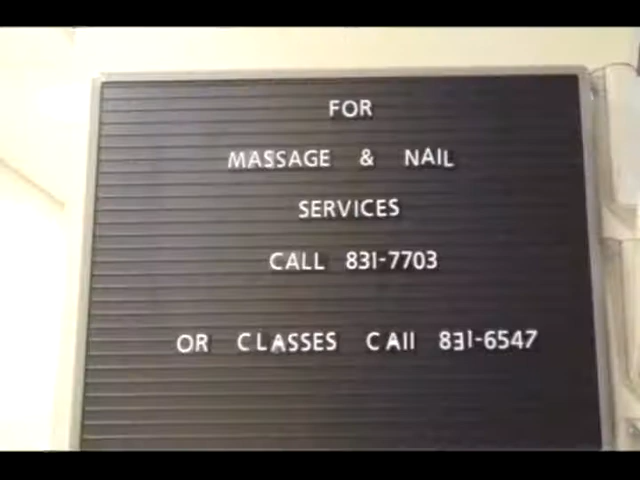 FOR
MASSAGE & NAIL
SERVICES
CALL 831-7703
OR CLASSES CAll 831-6547